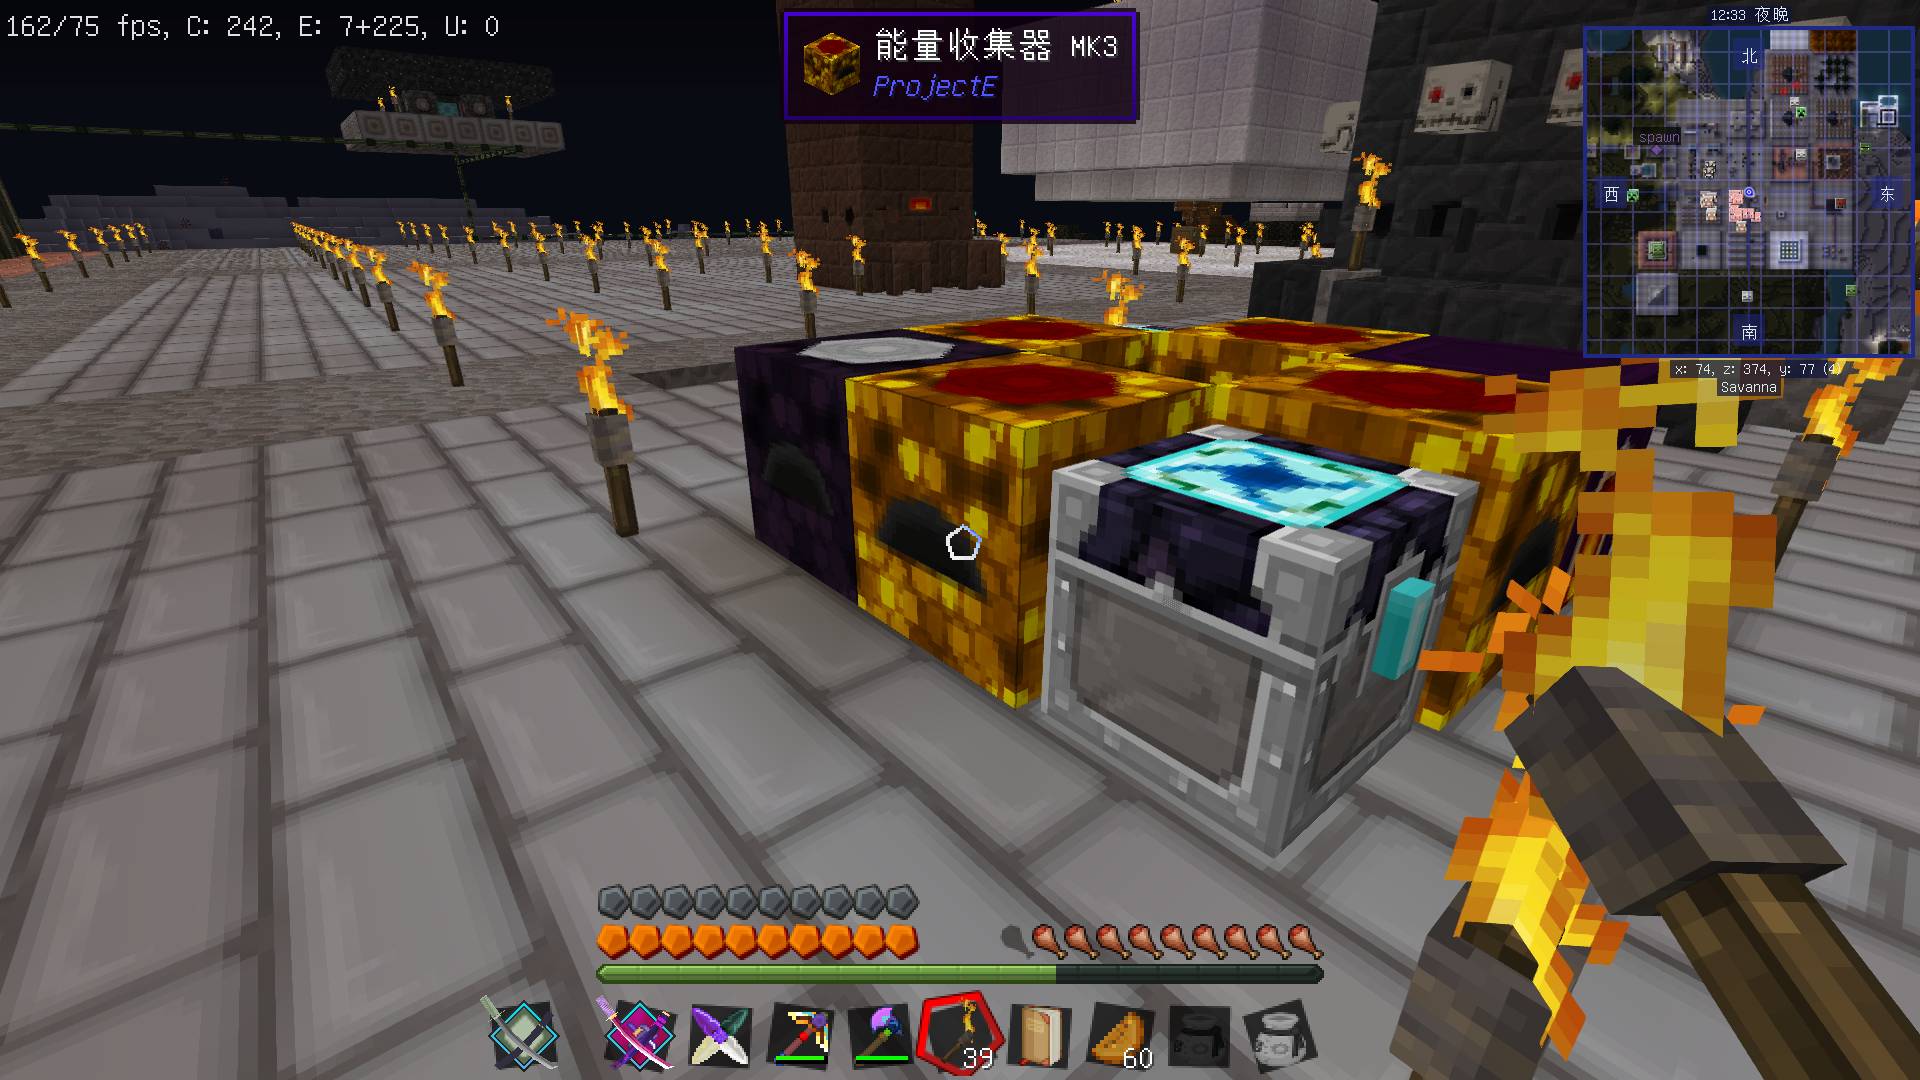 162/75 fps, C: 242, E: 7+225, U: 0
能量收集器 MK3
ProjectE
12:33 夜晚
北
spawn
西
东
南
x: 74, z: 374, y: 77 (4)
Savanna
39
60